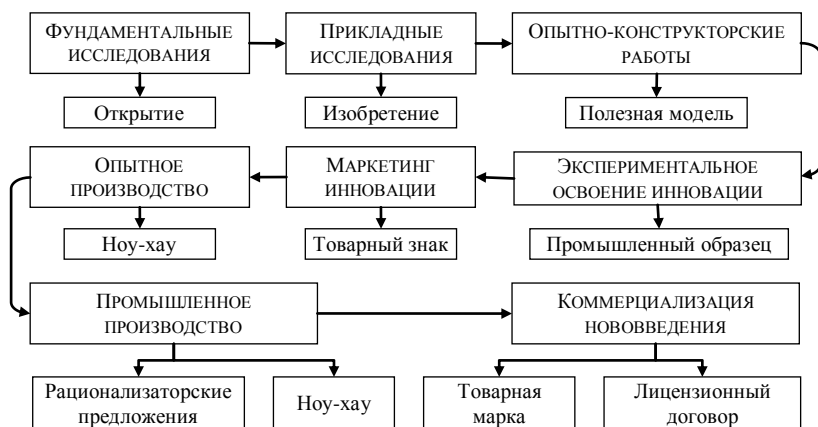 ФУНДАМЕНТАЛЬНЫЕ
ИССЛЕДОВАНИЯ
ПРИКЛАДНЫЕ
ИССЛЕДОВАНИЯ
ОПЫТНО-КОНСТРУКТОРСКИЕ
РАБОТЫ
Открытие
Изобретение
Полезная модель
ОПЫТНОЕ
ПРОИЗВОДСТВО
МАРКЕТИНГ
ИННОВАЦИИ
ЭКСПЕРИМЕНТАЛЬНОЕ
ОСВОЕНИЕ ИННОВАЦИИ
Ноу-хау
Товарный знак
Промышленный образец
ПРОМЫШЛЕННОЕ
ПРОИЗВОДСТВО
КОММЕРЦИАЛИЗАЦИЯ
НОВОВВЕДЕНИЯ
Рационализаторские
предложения
Ноу-хау
Товарная
марка
Лицензионный
договор